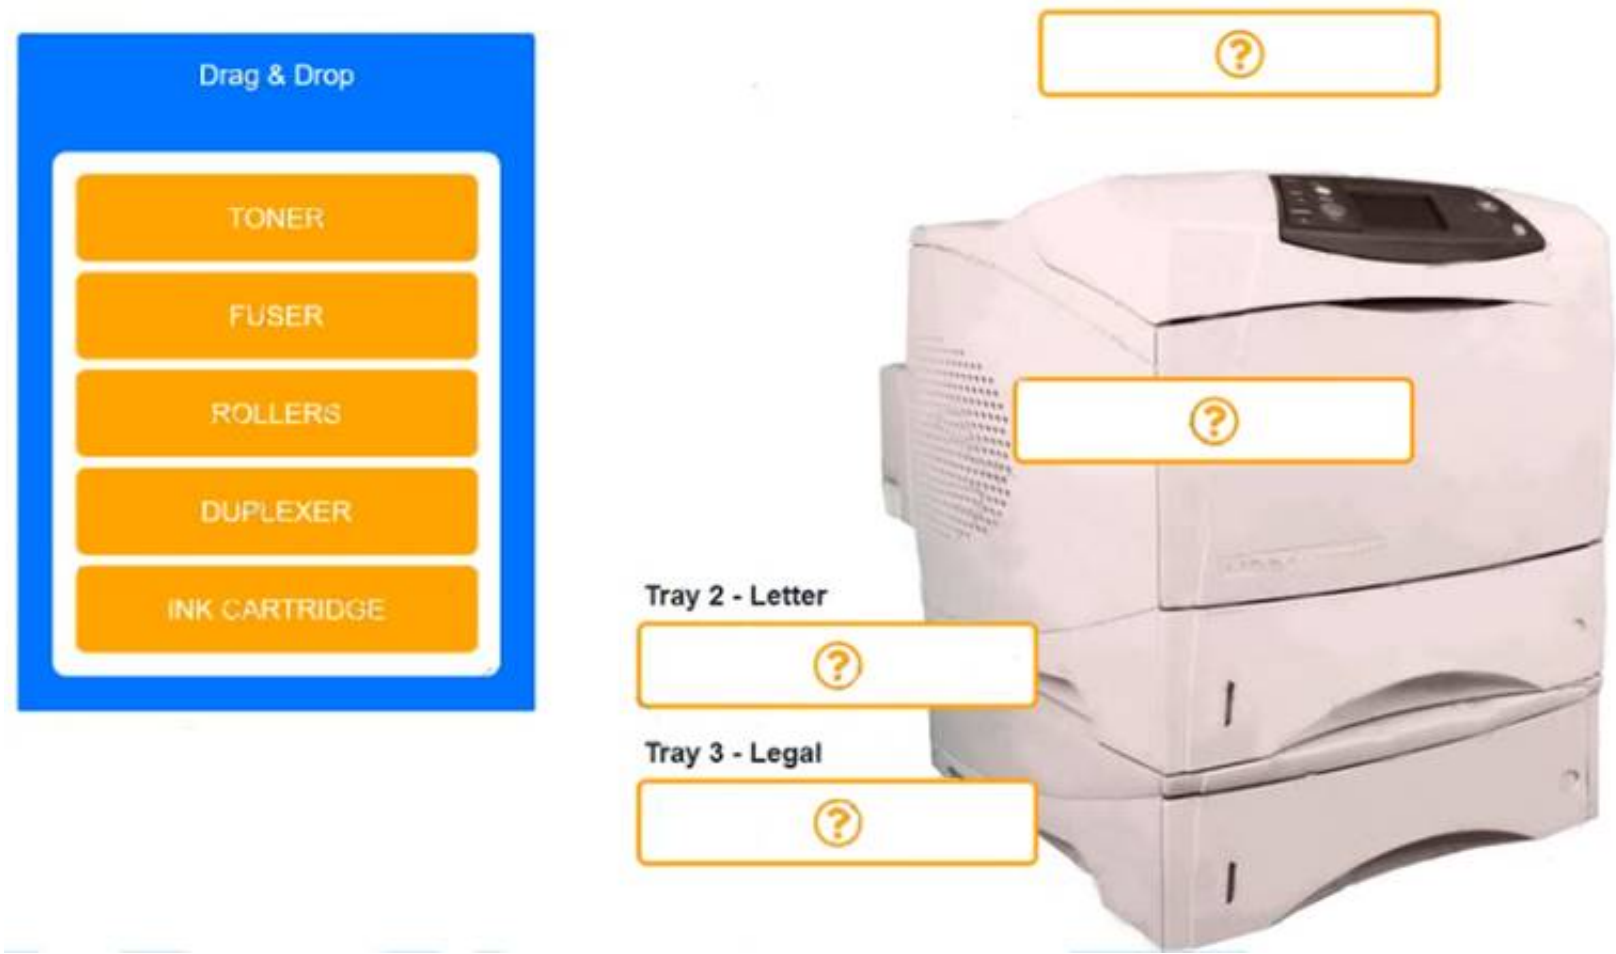 Drag & Drop
TONER
FUSER
ROLLERS
DUPLEXER
INK CARTRIDGE
?
?
Tray 2 - Letter
?
Tray 3 - Legal
?